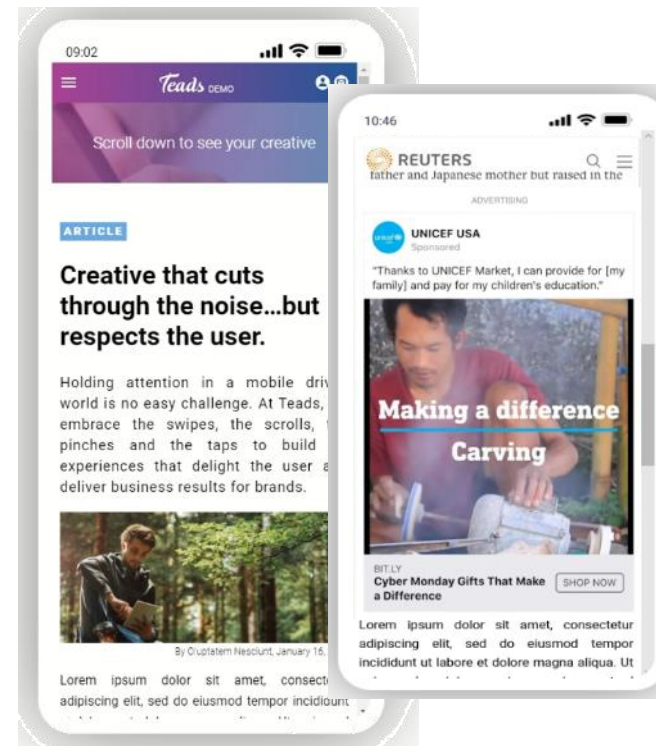 09:02
Teads DEMO
Scroll down to see your creative
ARTICLE
Creative that cuts
through the noise...but
respects the user.
Holding attention in a mobile
world is no easy challenge. At Teads,
embrace the swipes, the scrolls,
pinches and the taps to build
experiences that delight the user
deliver business results for brands.
By Oluptatem Nesciunt, January 16,
Lorem ipsum dolor sit amet,
adipiscing elit, sed do eiusmod tempor incididunt
10:46
REUTERS
father and Japanese mother but raised in the
ADVERTISING
unicef
UNICEF USA
Sponsored
"Thanks to UNICEF Market, I can provide for [my
family] and pay for my children's education."
Making a difference
Carving
BIT.LY
Cyber Monday Gifts That Make
a Difference
SHOP NOW
Lorem ipsum dolor sit amet, consectetur
adipiscing elit, sed do eiusmod tempor
incididunt ut labore et dolore magna aliqua. Ut